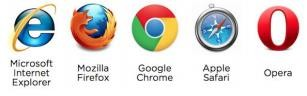 Microsoft
Internet
Explorer
Mozilla
Firefox
Google
Chrome
Apple
Safari
Opera